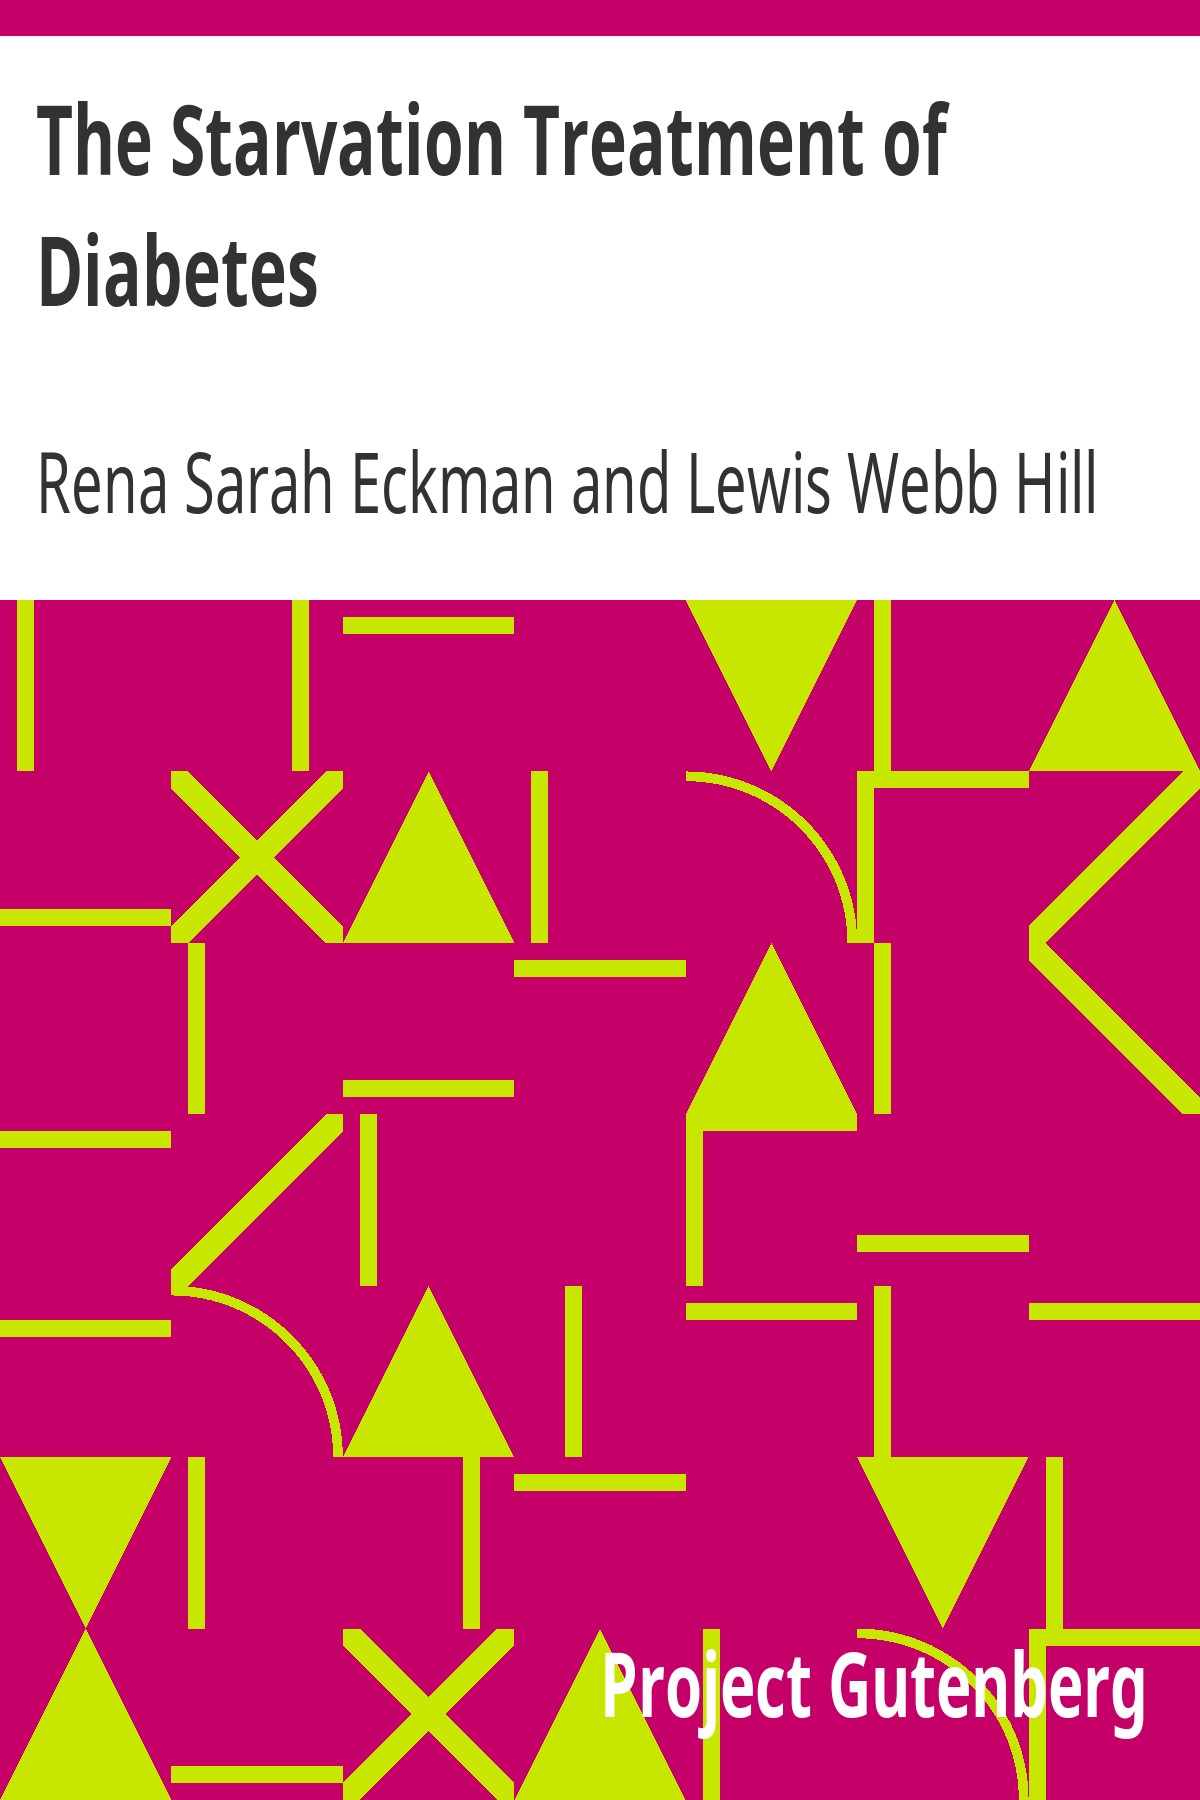 The Starvation Treatment of
Diabetes
Rena Sarah Eckman and Lewis Webb Hill
Project Gutenberg